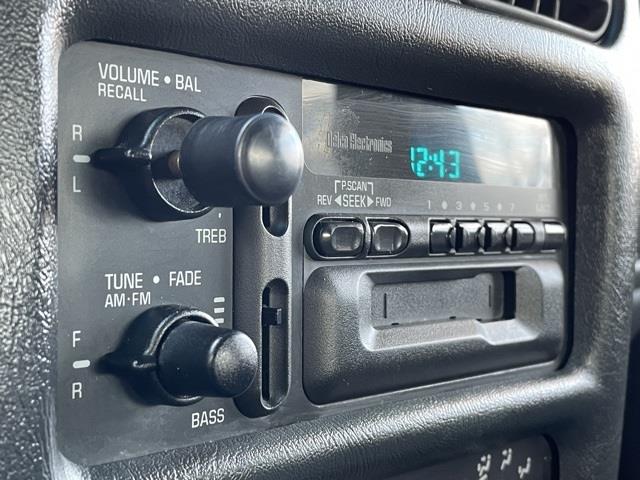 VOLUME • BAL
RECALL
R
L
TREB
TUNE • FADE
AM•FM
F
R
BASS
Delco Electronics
12:43
P.SCAN
REV ◄SEEK► FWD
1 • 3 • 5 • 7